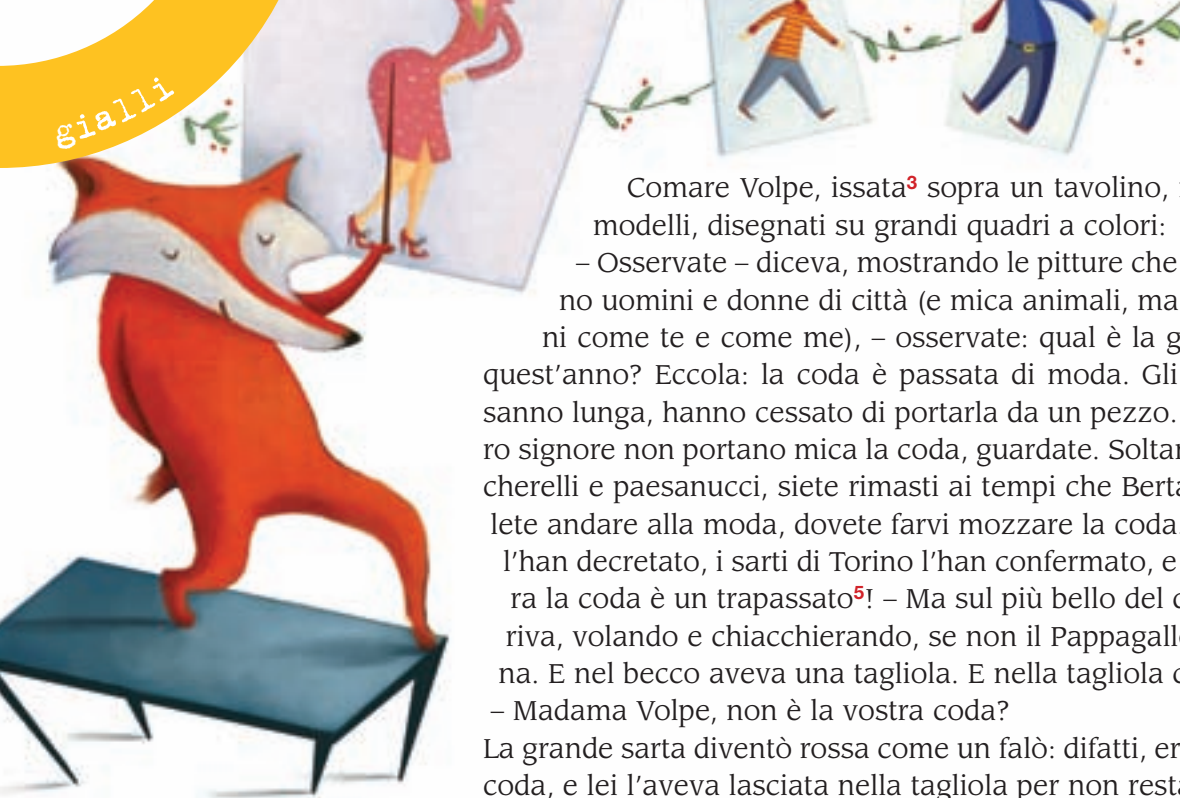 gialli
Comare Volpe, issata³ sopra un tavolino,
modelli, disegnati su grandi quadri a colori:
– Osservate – diceva, mostrando le pitture che
no uomini e donne di città (e mica animali, ma
ni come te e come me), – osservate: qual è la g
quest'anno? Eccola: la coda è passata di moda. Gli
sanno lunga, hanno cessato di portarla da un pezzo.
ro signore non portano mica la coda, guardate. Soltan
cherelli e paesanucci, siete rimasti ai tempi che Berta
lete andare alla moda, dovete farvi mozzare la coda.
l'han decretato, i sarti di Torino l'han confermato, e
ra la coda è un trapassato⁵! – Ma sul più bello del
riva, volando e chiacchierando, se non il Pappagall
na. E nel becco aveva una tagliola. E nella tagliola
– Madama Volpe, non è la vostra coda?
La grande sarta diventò rossa come un falò: difatti, er
coda, e lei l'aveva lasciata nella tagliola per non rest